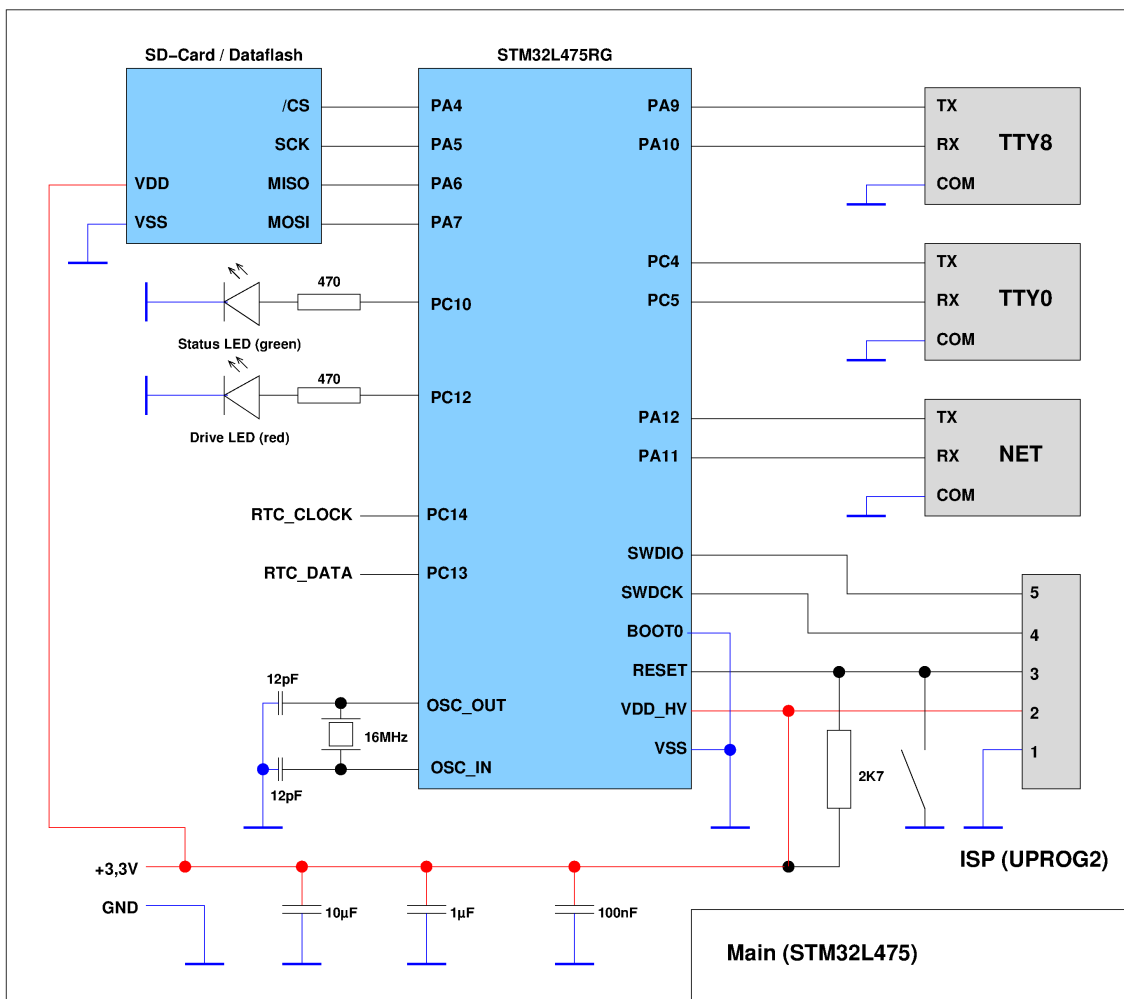 SD-Card / Dataflash
STM32L475RG
/CS
SCK
VDD
MISO
VSS
MOSI
PA4
PA5
PA6
PA7
PC10
PC12
PC14
PC13
OSC_OUT
OSC_IN
PA9
PA10
PC4
PC5
PA12
PA11
SWDIO
SWDCK
BOOT0
RESET
VDD_HV
VSS
TX
RX
TTY8
COM
TX
RX
TTY0
COM
TX
RX
NET
COM
470
Status LED (green)
470
Drive LED (red)
RTC_CLOCK
RTC_DATA
12pF
16MHz
12pF
5
4
3
2
1
2K7
ISP (UPROG2)
+3,3V
GND
10µF
1µF
100nF
Main (STM32L475)